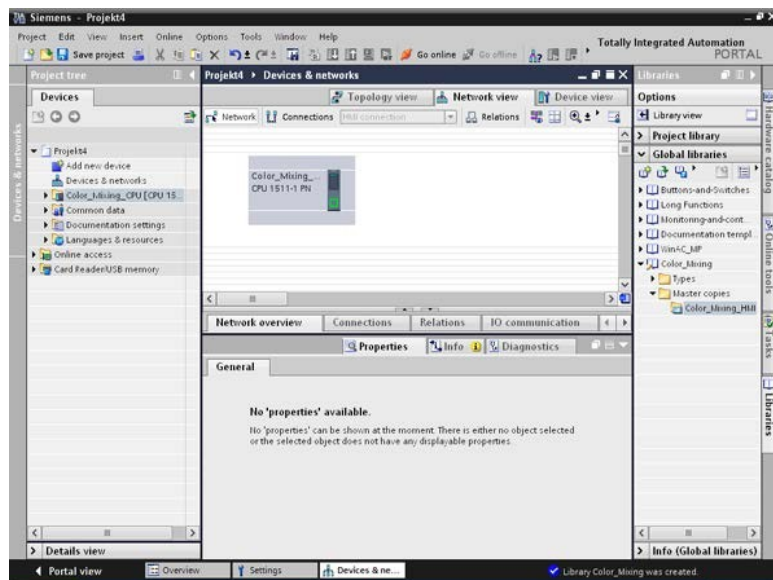 Siemens - Projekt4
Project Edit View Insert Online Options Tools Window Help
Save project
Go online
Go offline
Totally Integrated Automation
PORTAL
Project tree
Devices
Projekt4
Add new device
Devices & networks
Color_Mixing_CPU [CPU 15...
Common data
Documentation settings
Languages & resources
Online access
Card Reader/USB memory
Details view
Devices & networks
Projekt4 Devices & networks
Topology view
Network view
Device view
Network
Connections
HMI connection
Relations
Color_Mixing_...
CPU 1511-1 PN
Network overview
Connections
Relations
IO communication
Properties
Info
Diagnostics
General
No 'properties' available.
No 'properties' can be shown at the moment. There is either no object selected
or the selected object does not have any displayable properties.
Libraries
Options
Library view
Project library
Global libraries
Buttons-and-Switches
Long Functions
Monitoring-and-cont...
Documentation templ...
WinAC_MP
Color_Mixing
Types
Master copies
Color_Mixing_HMI
Info (Global libraries)
Hardware catalog
Online tools
Tasks
Libraries
Portal view
Overview
Settings
Devices & ne...
Library Color_Mixing was created.